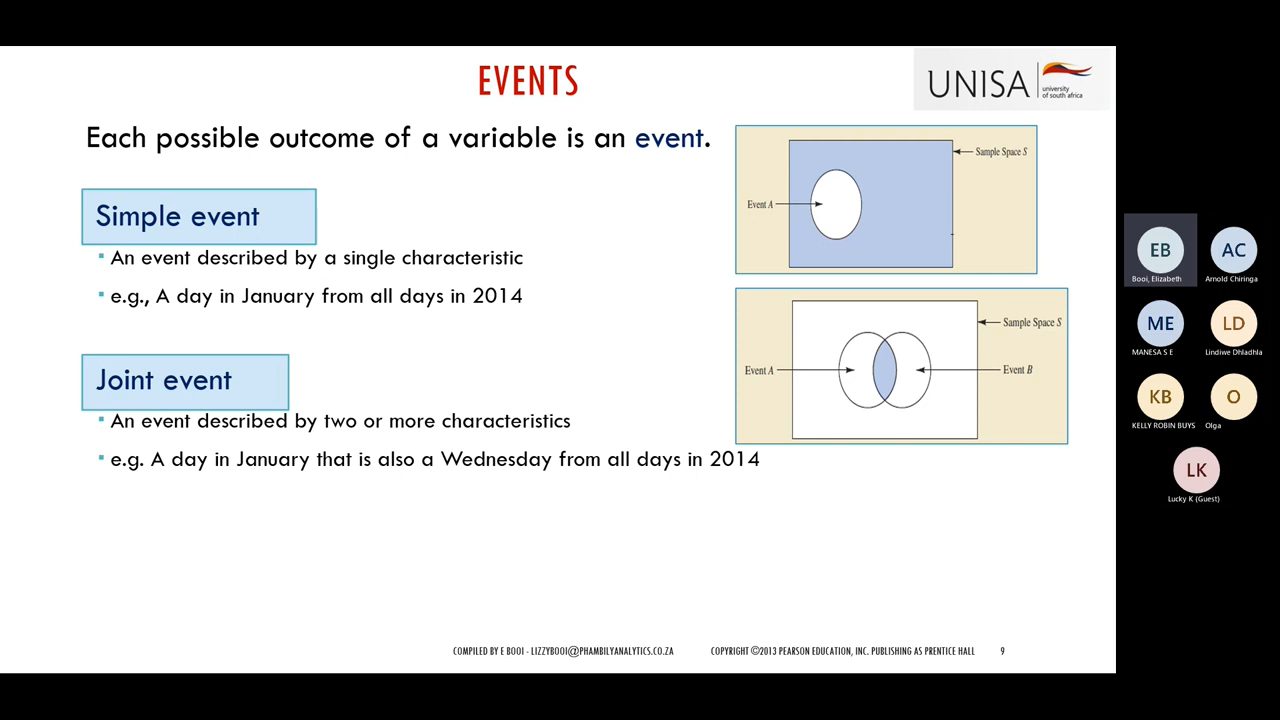 EVENTS
UNISA
university
of south africa
Each possible outcome of a variable is an event.
Sample Space S
Event A
Simple event
An event described by a single characteristic
e.g., A day in January from all days in 2014
Sample Space S
Event A
Event B
Joint event
An event described by two or more characteristics
e.g. A day in January that is also a Wednesday from all days in 2014
COMPILED BY E BOOI - LIZZYBOOI@PHAMBILYANALYTICS.CO.ZA
COPYRIGHT ©2013 PEARSON EDUCATION, INC. PUBLISHING AS PRENTICE HALL
9
EB
Booi, Elizabeth
AC
Arnold Chiringa
ME
MANESA S E
LD
Lindiwe Dhladhla
KB
KELLY ROBIN BUYS
O
Olga
LK
Lucky K (Guest)